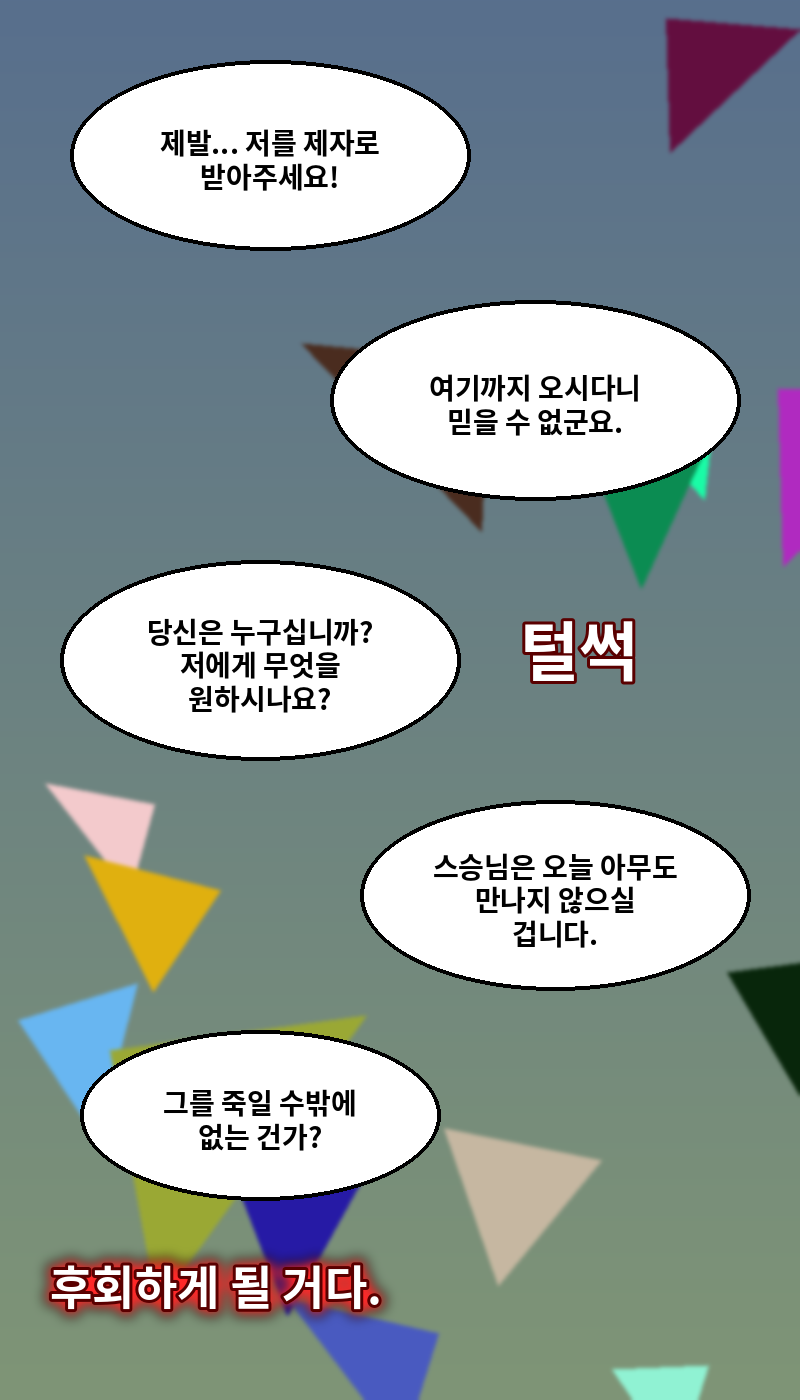 제발... 저를 제자로
받아주세요!
여기까지 오시다니
믿을 수 없군요.
당신은 누구십니까?
저에게 무엇을
원하시나요?
털썩
스승님은 오늘 아무도
만나지 않으실
겁니다.
그를 죽일 수밖에
없는 건가?
후회하게 될 거다.